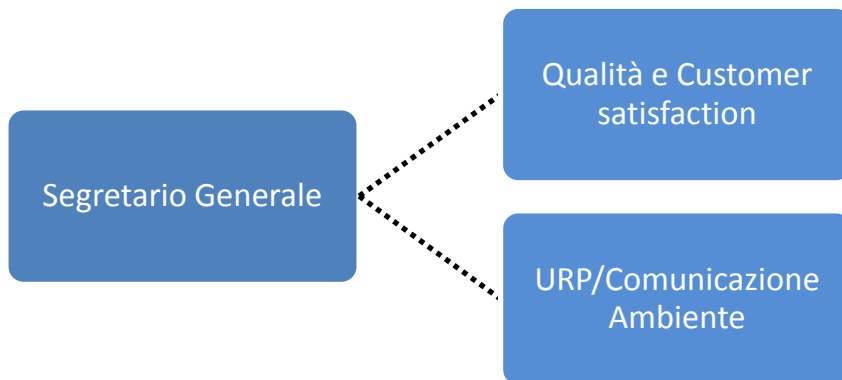 Qualità e Customer
satisfaction
Segretario Generale
URP/Comunicazione
Ambiente